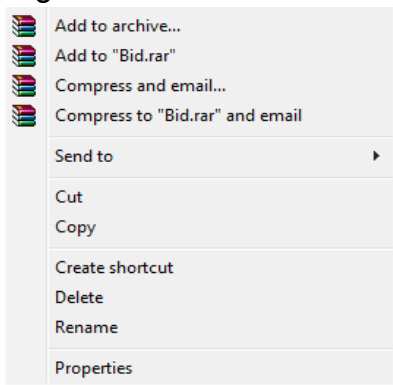 Add to archive...
Add to "Bid.rar"
Compress and email...
Compress to "Bid.rar" and email
Send to
Cut
Copy
Create shortcut
Delete
Rename
Properties